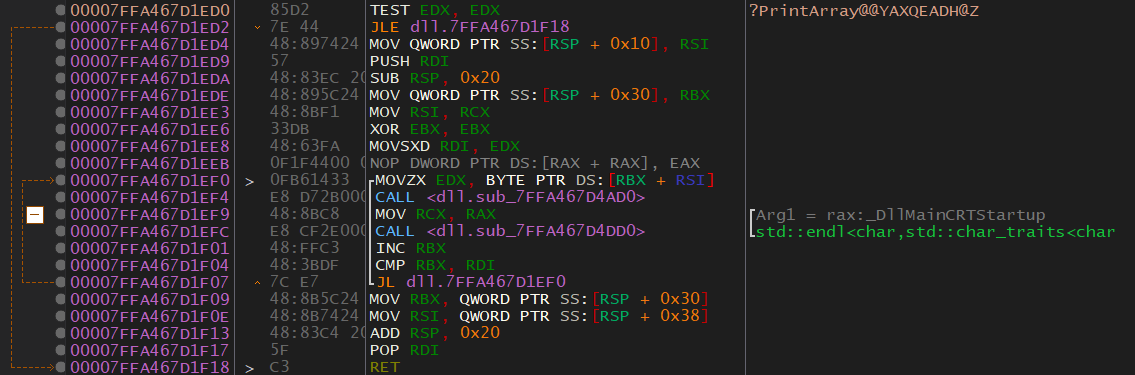 00007FFA467D1ED0 85D2 TEST EDX, EDX ?PrintArray@@YAXQEADH@Z
00007FFA467D1ED2 7E 44 JLE dll.7FFA467D1F18
00007FFA467D1ED4 48:897424 MOV QWORD PTR SS:[RSP + 0x10], RSI
00007FFA467D1ED9 57 PUSH RDI
00007FFA467D1EDA 48:83EC 20 SUB RSP, 0x20
00007FFA467D1EDE 48:895C24 MOV QWORD PTR SS:[RSP + 0x30], RBX
00007FFA467D1EE3 48:8BF1 MOV RSI, RCX
00007FFA467D1EE6 33DB XOR EBX, EBX
00007FFA467D1EE8 48:63FA MOVSXD RDI, EDX
00007FFA467D1EEB 0F1F4400 0 NOP DWORD PTR DS:[RAX + RAX], EAX
00007FFA467D1EF0 > 0FB61433 MOVZX EDX, BYTE PTR DS:[RBX + RSI]
00007FFA467D1EF4 E8 D72B000 CALL <dll.sub_7FFA467D4AD0>
00007FFA467D1EF9 48:8BC8 MOV RCX, RAX Arg1 = rax:_DllMainCRTStartup
00007FFA467D1EFC E8 CF2E000 CALL <dll.sub_7FFA467D4DD0> std::endl<char,std::char_traits<char
00007FFA467D1F01 48:FFC3 INC RBX
00007FFA467D1F04 48:3BDF CMP RBX, RDI
00007FFA467D1F07 7C E7 JL dll.7FFA467D1EF0
00007FFA467D1F09 48:8B5C24 MOV RBX, QWORD PTR SS:[RSP + 0x30]
00007FFA467D1F0E 48:8B7424 MOV RSI, QWORD PTR SS:[RSP + 0x38]
00007FFA467D1F13 48:83C4 20 ADD RSP, 0x20
00007FFA467D1F17 5F POP RDI
00007FFA467D1F18 > C3 RET